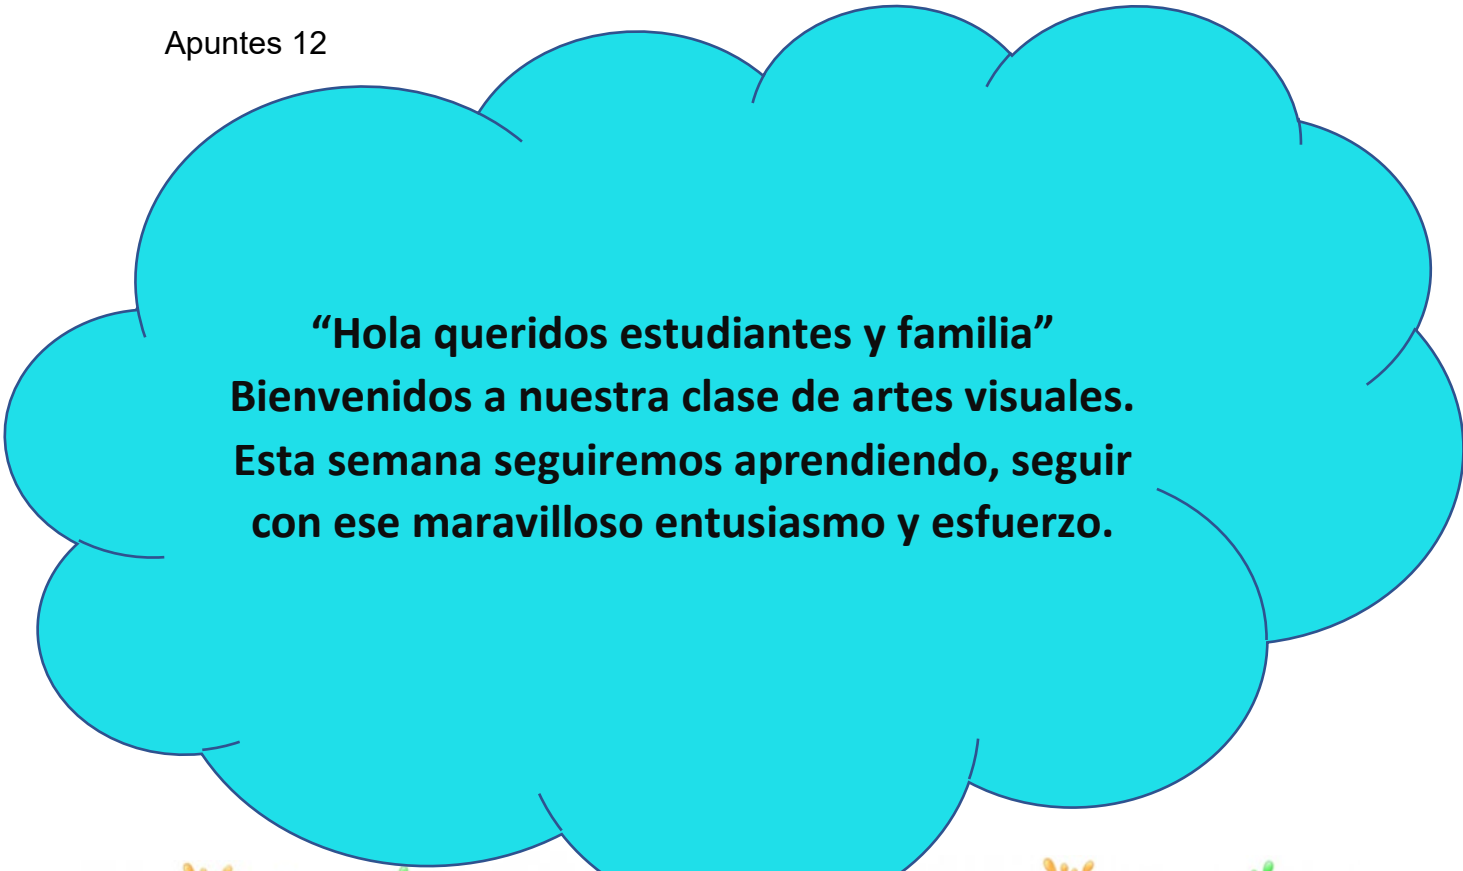 Apuntes 12
“Hola queridos estudiantes y familia”
Bienvenidos a nuestra clase de artes visuales.
Esta semana seguiremos aprendiendo, seguir
con ese maravilloso entusiasmo y esfuerzo.